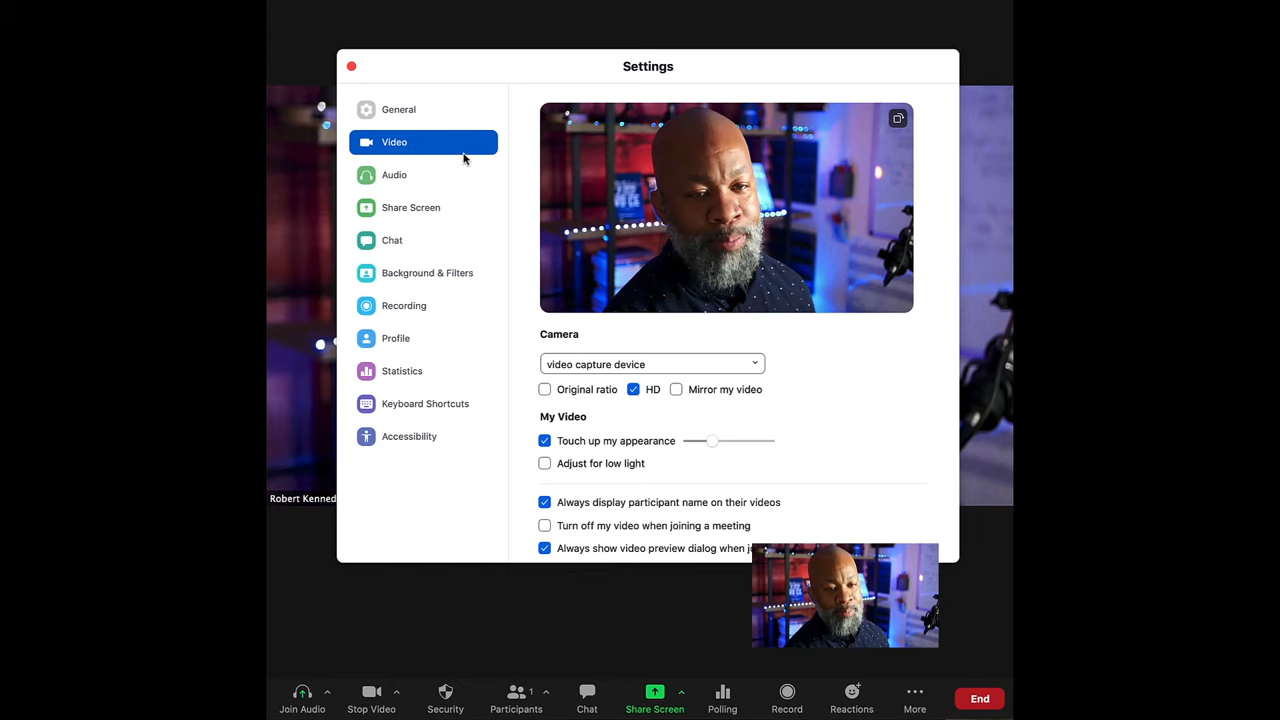 Settings
General
Video
Audio
Share Screen
Chat
Background & Filters
Recording
Profile
Statistics
Keyboard Shortcuts
Accessibility
Camera
video capture device
Original ratio HD Mirror my video
My Video
Touch up my appearance
Adjust for low light
Always display participant name on their videos
Turn off my video when joining a meeting
Always show video preview dialog when
Robert Kenned
Join Audio
Stop Video
Security
Participants 1
Chat
Share Screen
Polling
Record
Reactions
More
End